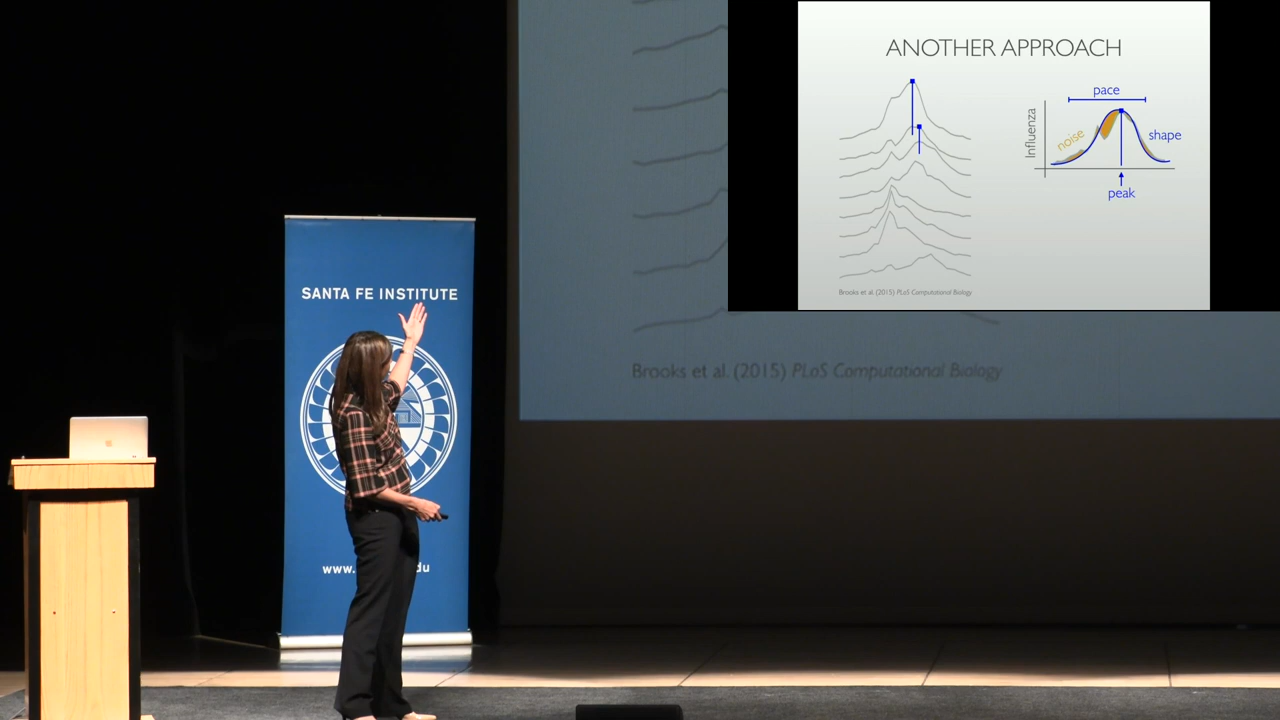 ANOTHER APPROACH
pace
Influenza
noise
shape
peak
Brooks et al. (2015) PLoS Computational Biology
SANTA FE INSTITUTE
www.
du
Brooks et al. (2015) PLoS Computational Biology